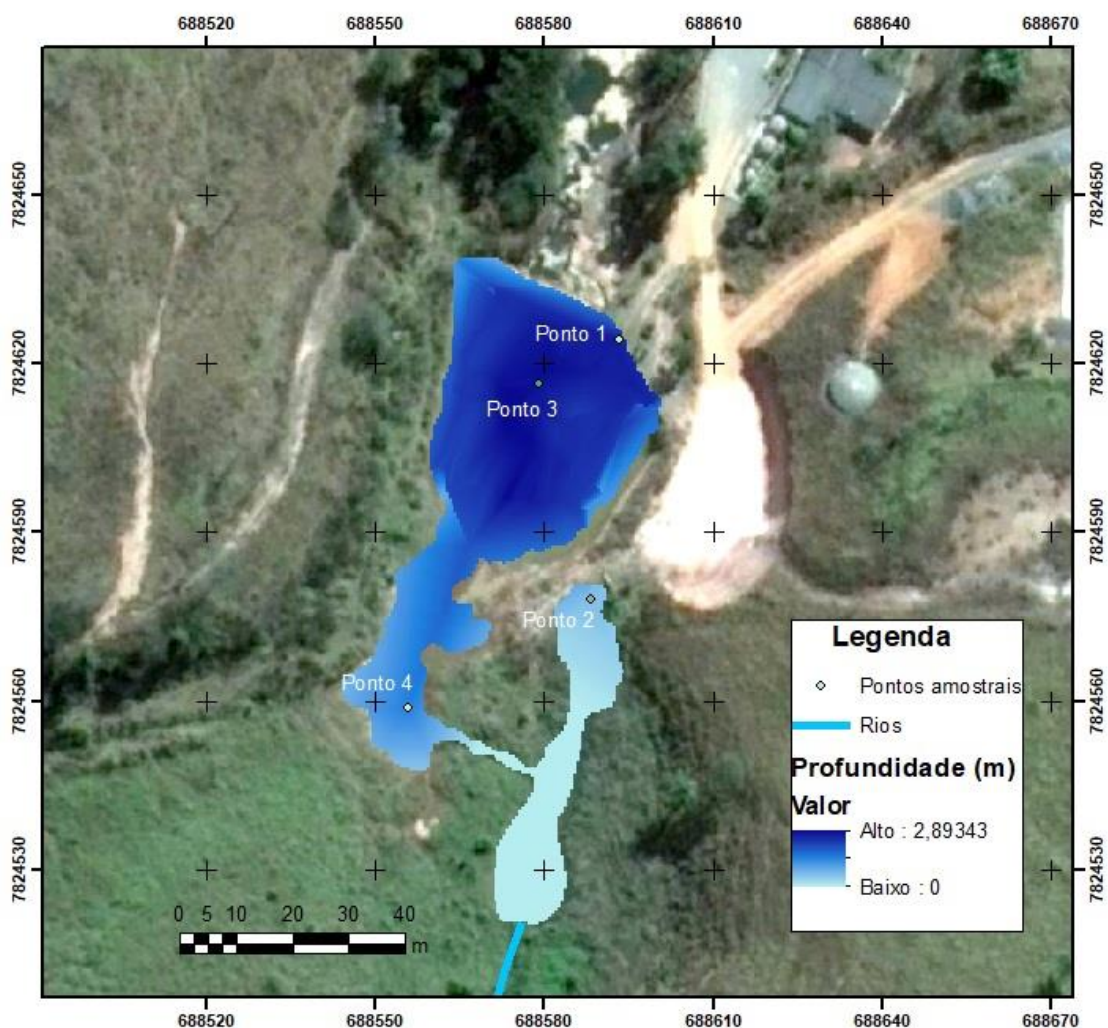 688520 688550 688580 688610 688640 688670
7824650 7824650
Ponto 1
7824620 7824620
Ponto 3
7824590 7824590
Ponto 2
Legenda
Ponto 4
Pontos amostrais
7824560 7824560
Rios
Profundidade (m)
Valor
Alto : 2,89343
7824530 7824530
Baixo : 0
0 5 10 20 30 40
m
688520 688550 688580 688610 688640 688670